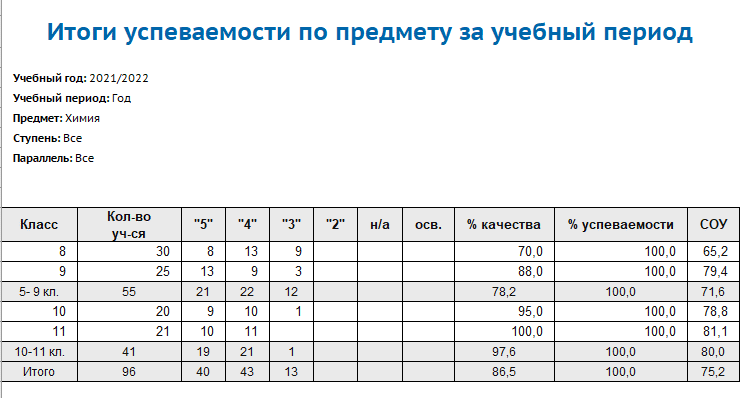 Итоги успеваемости по предмету за учебный период
Учебный год: 2021/2022
Учебный период: Год
Предмет: Химия
Ступень: Все
Параллель: Все
Класс Кол-во уч-ся "5" "4" "3" "2" н/а осв. % качества % успеваемости СОУ
8 30 8 13 9 70,0 100,0 65,2
9 25 13 9 3 88,0 100,0 79,4
5- 9 кл. 55 21 22 12 78,2 100,0 71,6
10 20 9 10 1 95,0 100,0 78,8
11 21 10 11 100,0 100,0 81,1
10-11 кл. 41 19 21 1 97,6 100,0 80,0
Итого 96 40 43 13 86,5 100,0 75,2